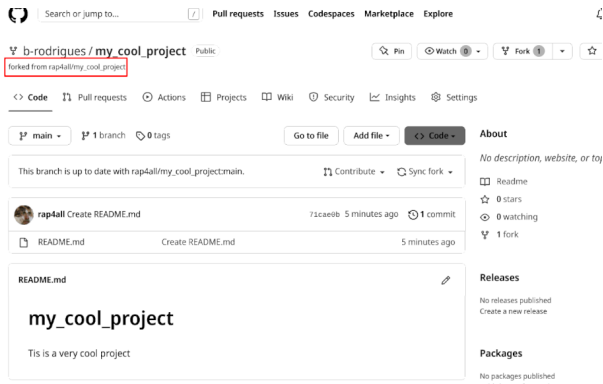 Search or jump to... /
Pull requests Issues Codespaces Marketplace Explore
b-rodrigues / my_cool_project Public
Pin Watch 0 Fork 1
forked from rap4all/my_cool_project
<> Code Pull requests Actions Projects Wiki Security Insights Settings
main 1 branch 0 tags Go to file Add file <> Code
This branch is up to date with rap4all/my_cool_project:main. Contribute Sync fork
rap4all Create README.md 71cae0b 5 minutes ago 1 commit
README.md Create README.md 5 minutes ago
README.md
my_cool_project
Tis is a very cool project
About
No description, website, or
Readme
0 stars
0 watching
1 fork
Releases
No releases published
Create a new release
Packages
No packages published